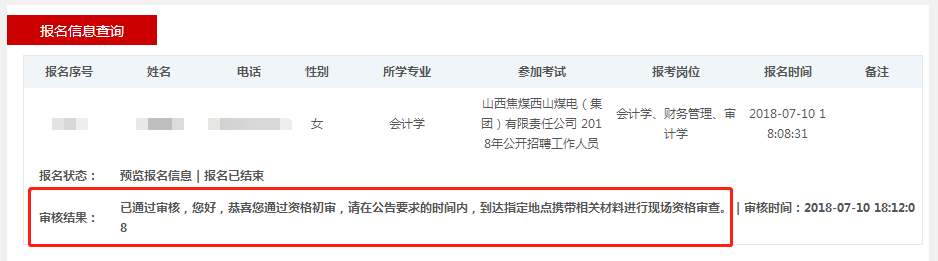 报名信息查询
报名序号 姓名 电话 性别 所学专业 参加考试 报考岗位 报名时间 备注
女 会计学 山西焦煤西山煤电（集
团）有限责任公司 201
8年公开招聘工作人员 会计学、财务管理、审
计学 2018-07-10 1
8:08:31
报名状态： 预览报名信息 | 报名已结束
审核结果： 已通过审核，您好，恭喜您通过资格初审，请在公告要求的时间内，到达指定地点携带相关材料进行现场资格审查。 | 审核时间：2018-07-10 18:12:0
8